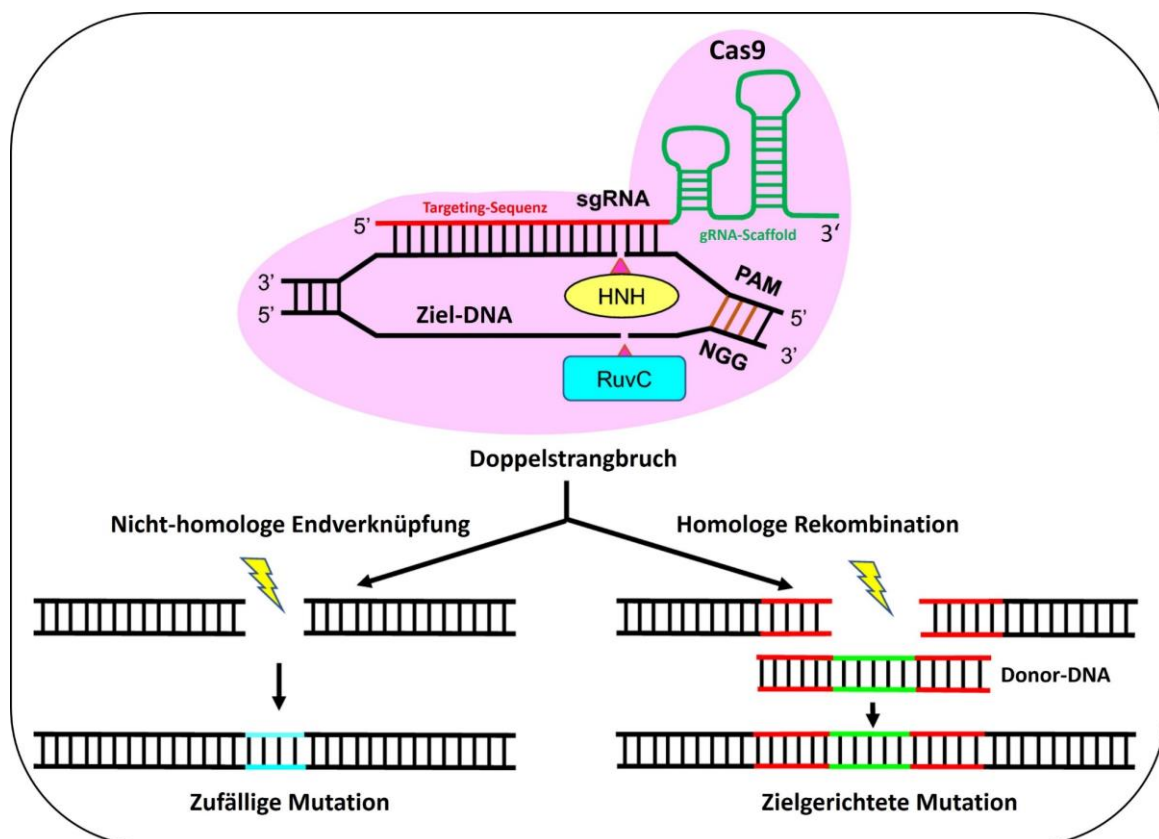 Cas9
sgRNA
Targeting-Sequenz
5’
gRNA-Scaffold
3‘
3’
5’
HNH
Ziel-DNA
PAM
5’
NGG
3’
RuvC
Doppelstrangbruch
Nicht-homologe Endverknüpfung
Homologe Rekombination
Donor-DNA
Zufällige Mutation
Zielgerichtete Mutation